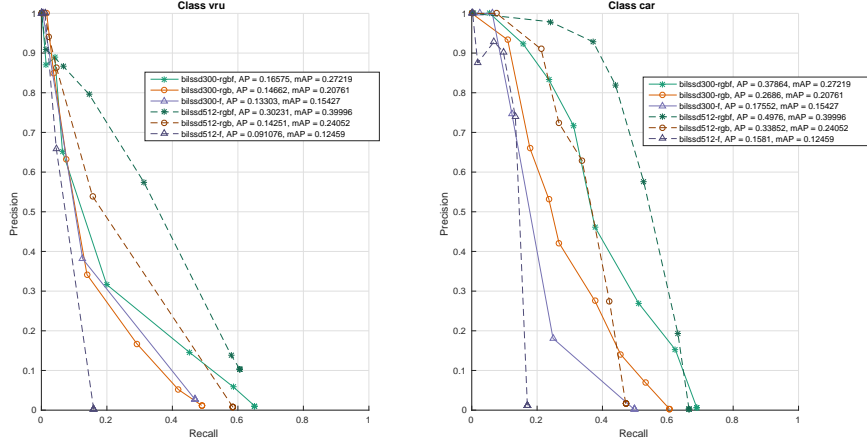 Class vru
1
0.9
0.8
0.7
0.6
0.5
0.4
0.3
0.2
0.1
0
Precision
bilssd300-rgbf, AP = 0.16575, mAP = 0.27219
bilssd300-rgb, AP = 0.14662, mAP = 0.20761
bilssd300-f, AP = 0.13303, mAP = 0.15427
bilssd512-rgbf, AP = 0.30231, mAP = 0.39996
bilssd512-rgb, AP = 0.14251, mAP = 0.24052
bilssd512-f, AP = 0.091076, mAP = 0.12459
0 0.2 0.4 0.6 0.8 1
Recall
Class car
1
0.9
0.8
0.7
0.6
0.5
0.4
0.3
0.2
0.1
0
Precision
bilssd300-rgbf, AP = 0.37864, mAP = 0.27219
bilssd300-rgb, AP = 0.2686, mAP = 0.20761
bilssd300-f, AP = 0.17552, mAP = 0.15427
bilssd512-rgbf, AP = 0.4976, mAP = 0.39996
bilssd512-rgb, AP = 0.33852, mAP = 0.24052
bilssd512-f, AP = 0.1581, mAP = 0.12459
0 0.2 0.4 0.6 0.8 1
Recall